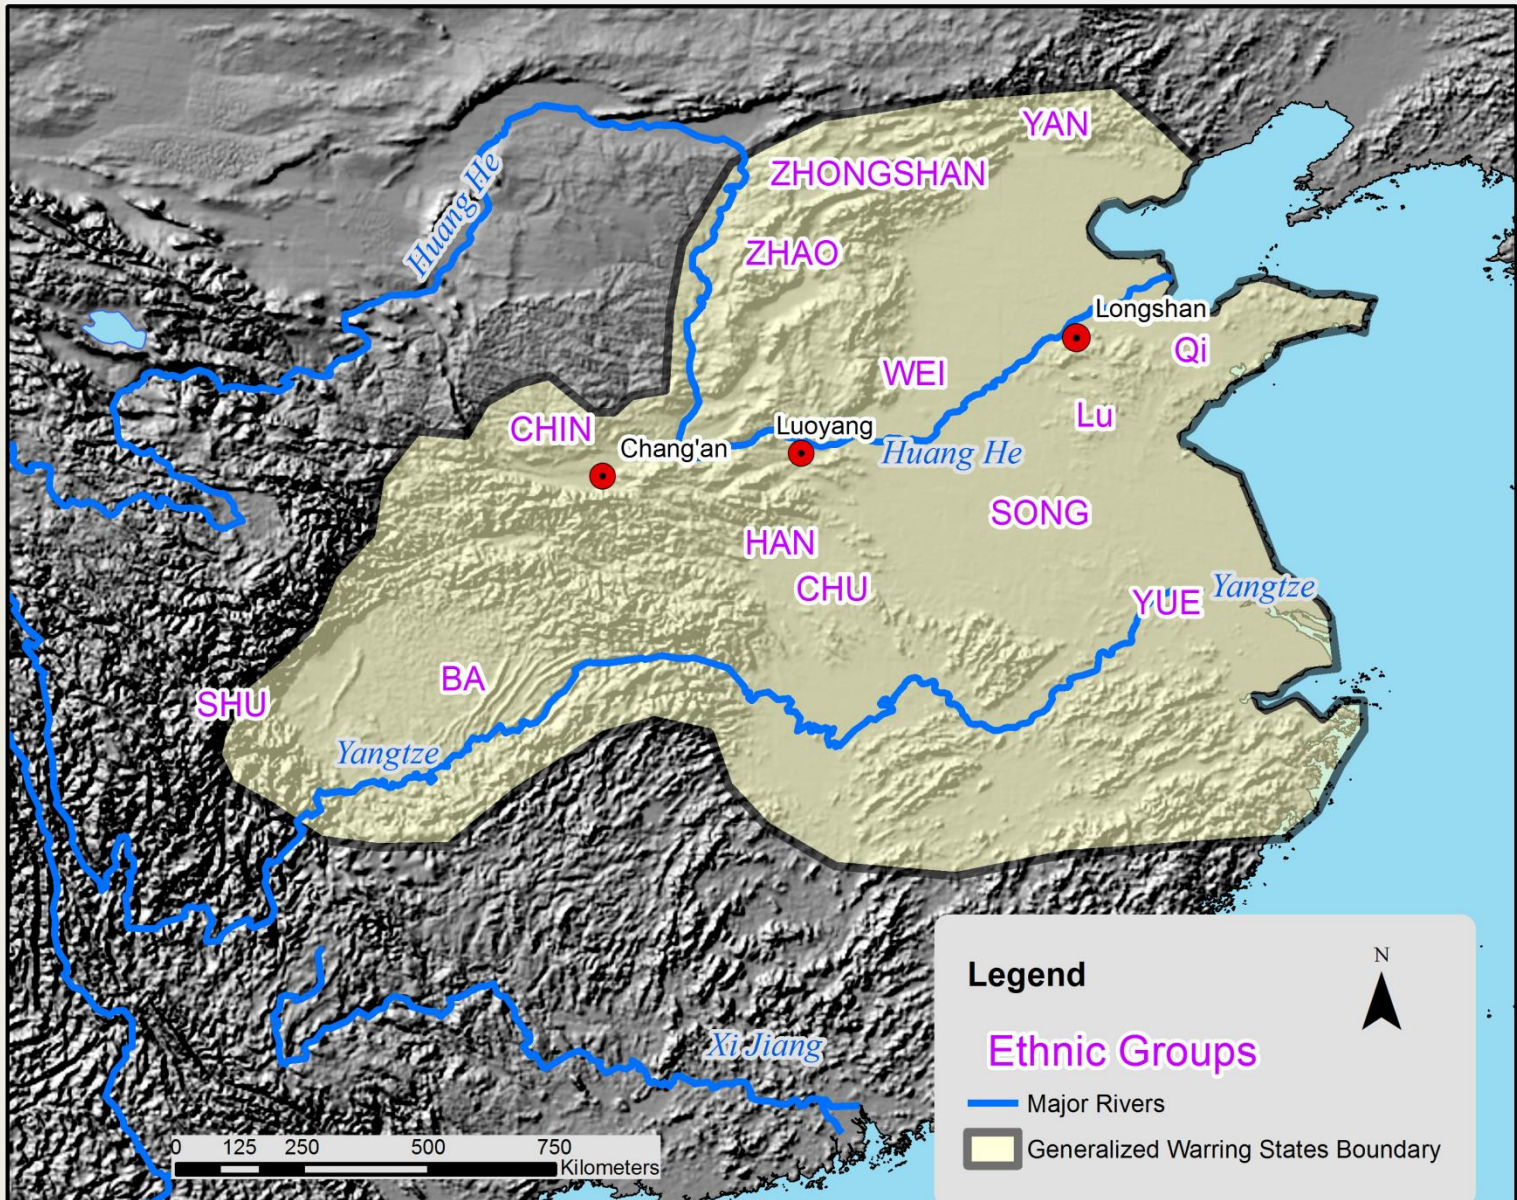 YAN
ZHONGSHAN
Huang He
ZHAO
Longshan
Qi
WEI
Lu
CHIN
Luoyang
Chang'an
Huang He
SONG
HAN
CHU
Yangtze
YUE
BA
SHU
Yangtze
Legend
N
Ethnic Groups
Xi Jiang
Major Rivers
Generalized Warring States Boundary
0 125 250 500 750
Kilometers